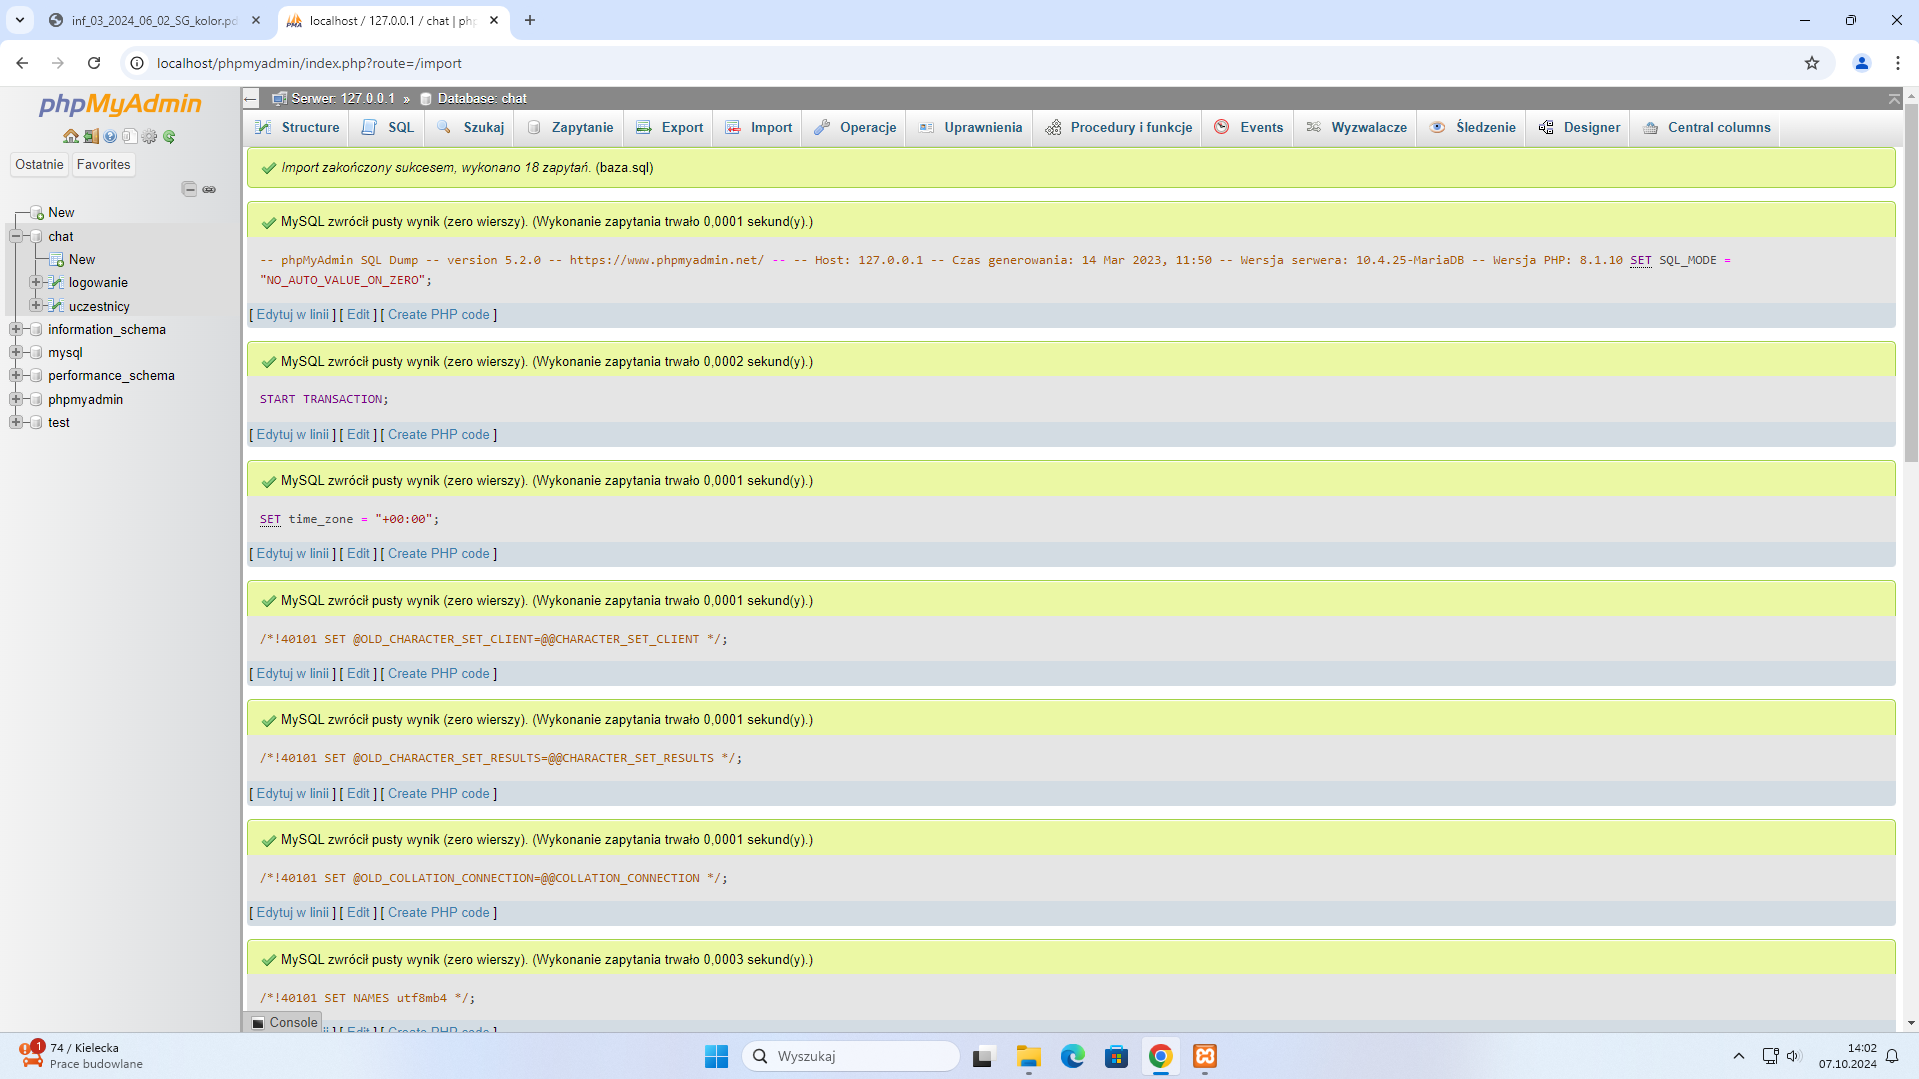 inf_03_2024_06_02_SG_kolor.pd
localhost / 127.0.0.1 / chat | php
localhost/phpmyadmin/index.php?route=/import
phpMyAdmin
Ostatnie Favorites
New
chat
New
logowanie
uczestnicy
information_schema
mysql
performance_schema
phpmyadmin
test
Serwer: 127.0.0.1 » Database: chat
Structure SQL Szukaj Zapytanie Export Import Operacje Uprawnienia Procedury i funkcje Events Wyzwalacze Śledzenie Designer Central columns
Import zakończony sukcesem, wykonano 18 zapytań. (baza.sql)
MySQL zwrócił pusty wynik (zero wierszy). (Wykonanie zapytania trwało 0,0001 sekund(y).)
-- phpMyAdmin SQL Dump -- version 5.2.0 -- https://www.phpmyadmin.net/ -- -- Host: 127.0.0.1 -- Czas generowania: 14 Mar 2023, 11:50 -- Wersja serwera: 10.4.25-MariaDB -- Wersja PHP: 8.1.10 SET SQL_MODE =
"NO_AUTO_VALUE_ON_ZERO";
[ Edytuj w linii ] [ Edit ] [ Create PHP code ]
MySQL zwrócił pusty wynik (zero wierszy). (Wykonanie zapytania trwało 0,0002 sekund(y).)
START TRANSACTION;
[ Edytuj w linii ] [ Edit ] [ Create PHP code ]
MySQL zwrócił pusty wynik (zero wierszy). (Wykonanie zapytania trwało 0,0001 sekund(y).)
SET time_zone = "+00:00";
[ Edytuj w linii ] [ Edit ] [ Create PHP code ]
MySQL zwrócił pusty wynik (zero wierszy). (Wykonanie zapytania trwało 0,0001 sekund(y).)
/*!40101 SET @OLD_CHARACTER_SET_CLIENT=@@CHARACTER_SET_CLIENT */;
[ Edytuj w linii ] [ Edit ] [ Create PHP code ]
MySQL zwrócił pusty wynik (zero wierszy). (Wykonanie zapytania trwało 0,0001 sekund(y).)
/*!40101 SET @OLD_CHARACTER_SET_RESULTS=@@CHARACTER_SET_RESULTS */;
[ Edytuj w linii ] [ Edit ] [ Create PHP code ]
MySQL zwrócił pusty wynik (zero wierszy). (Wykonanie zapytania trwało 0,0001 sekund(y).)
/*!40101 SET @OLD_COLLATION_CONNECTION=@@COLLATION_CONNECTION */;
[ Edytuj w linii ] [ Edit ] [ Create PHP code ]
MySQL zwrócił pusty wynik (zero wierszy). (Wykonanie zapytania trwało 0,0003 sekund(y).)
/*!40101 SET NAMES utf8mb4 */;
Console ii ] [ Edit ] [ Create PHP code ]
1 74 / Kielecka
Prace budowlane
Wyszukaj
14:02
07.10.2024